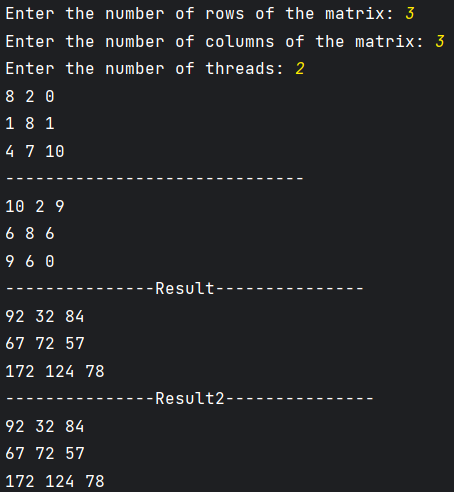 Enter the number of rows of the matrix: 3
Enter the number of columns of the matrix: 3
Enter the number of threads: 2
8 2 0
1 8 1
4 7 10
------------------------------
10 2 9
6 8 6
9 6 0
---------------Result---------------
92 32 84
67 72 57
172 124 78
---------------Result2---------------
92 32 84
67 72 57
172 124 78